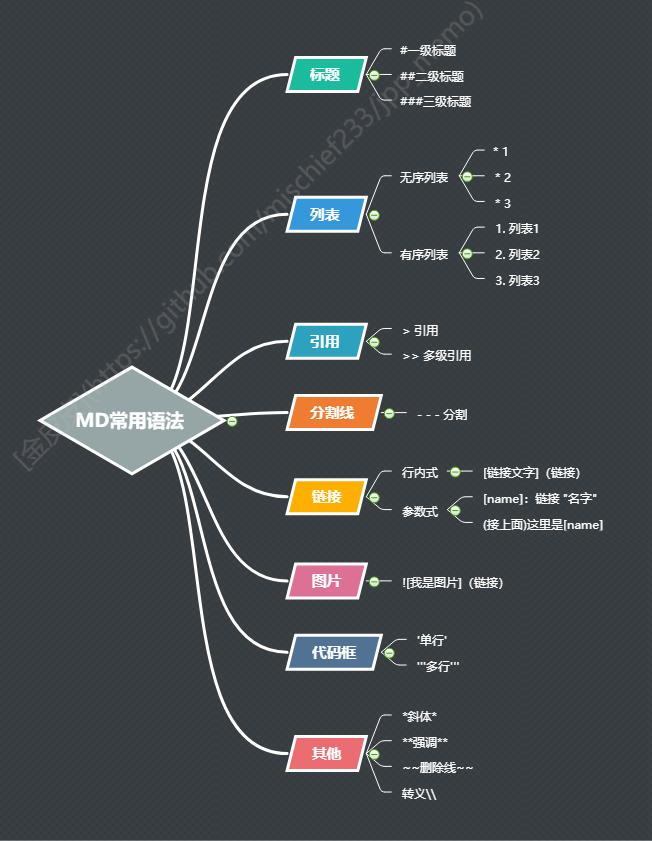 MD常用语法
标题
#一级标题
##二级标题
###三级标题
列表
无序列表
* 1
* 2
* 3
有序列表
1. 列表1
2. 列表2
3. 列表3
引用
> 引用
>> 多级引用
分割线
- - - 分割
链接
行内式
[链接文字]（链接）
参数式
[name]：链接 "名字"
(接上面)这里是[name]
图片
![我是图片]（链接）
代码框
'单行'
'''多行'''
其他
*斜体*
**强调**
~~删除线~~
转义\\
(https://github.com/mischief233/jpp_memo)